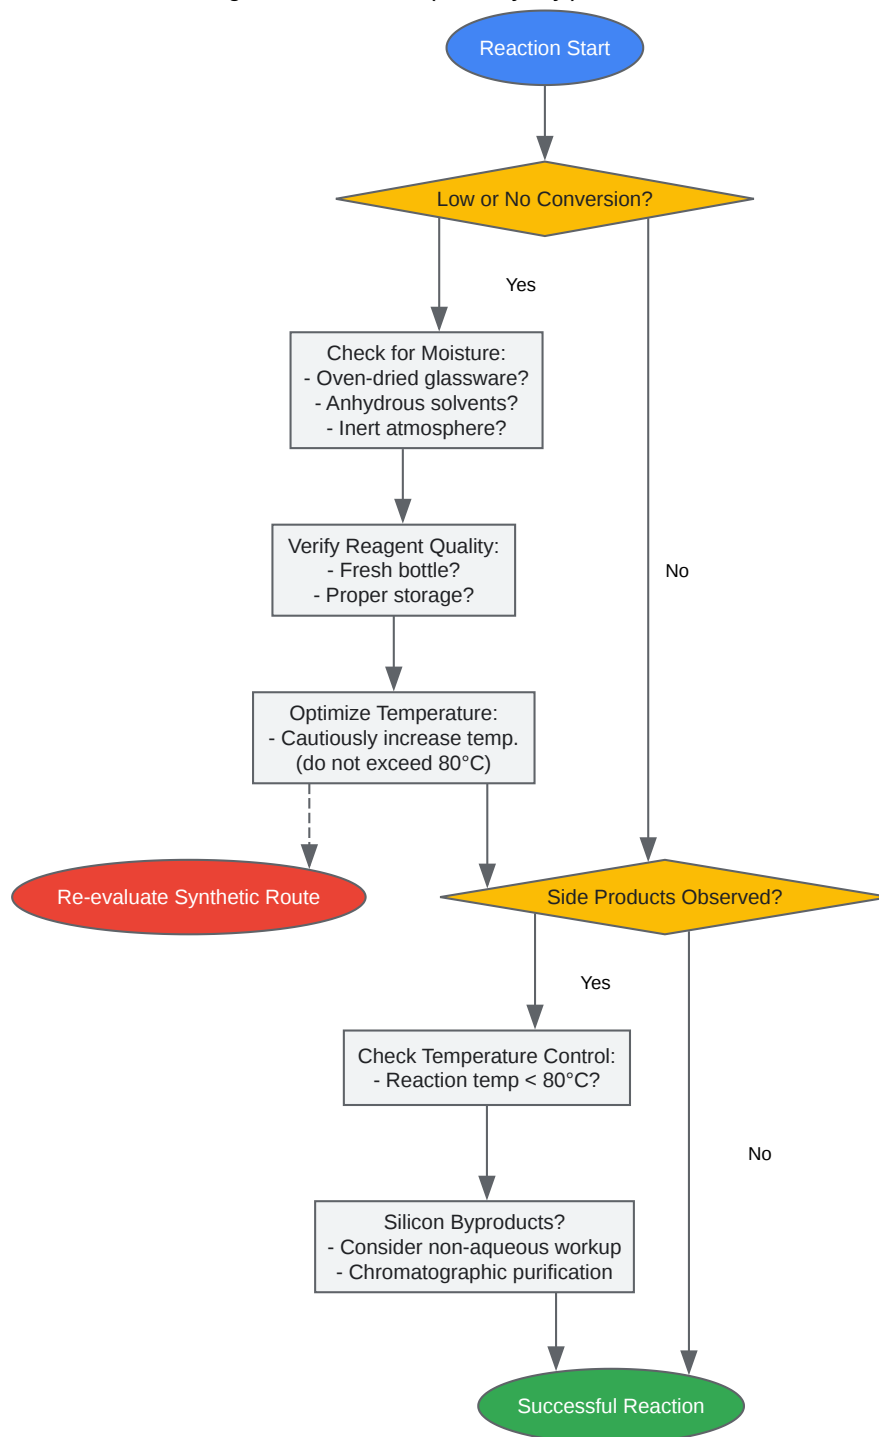 Reaction Start
Low or No Conversion?
Yes
Check for Moisture:
- Oven-dried glassware?
- Anhydrous solvents?
- Inert atmosphere?
Verify Reagent Quality:
- Fresh bottle?
- Proper storage?
No
Optimize Temperature:
- Cautiously increase temp.
(do not exceed 80°C)
Re-evaluate Synthetic Route
Side Products Observed?
Yes
Check Temperature Control:
- Reaction temp < 80°C?
No
Silicon Byproducts?
- Consider non-aqueous workup
- Chromatographic purification
Successful Reaction